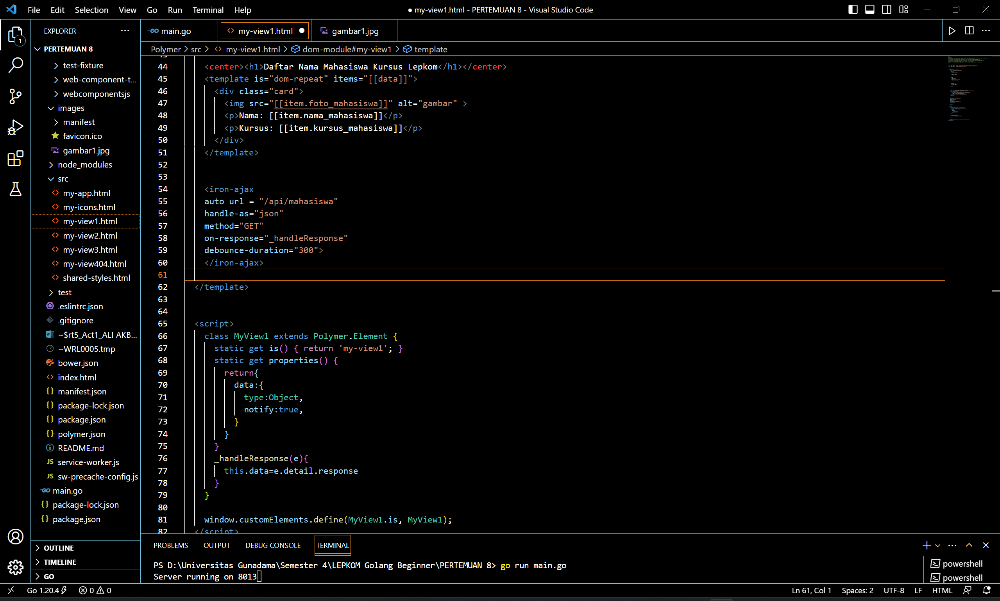 File Edit Selection View Go Run Terminal Help
● my-view1.html - PERTEMUAN 8 - Visual Studio Code
EXPLORER
PERTEMUAN 8
test-fixture
web-component-t...
webcomponentsjs
images
manifest
favicon.ico
gambar1.jpg
node_modules
src
my-app.html
my-icons.html
my-view1.html
my-view2.html
my-view3.html
my-view404.html
shared-styles.html
test
.eslintrc.json
.gitignore
~$rt5_Act1_ALI AKB...
~WRL0005.tmp
bower.json
index.html
manifest.json
package-lock.json
package.json
polymer.json
README.md
service-worker.js
sw-precache-config.js
main.go
package-lock.json
package.json
OUTLINE
TIMELINE
GO
main.go my-view1.html gambar1.jpg
Polymer > src > my-view1.html > dom-module#my-view1 > template
44 <center><h1>Daftar Nama Mahasiswa Kursus Lepkom</h1></center>
45 <template is="dom-repeat" items="[[data]]">
46 <div class="card">
47 <img src="[[item.foto_mahasiswa]]" alt="gambar" >
48 <p>Nama: [[item.nama_mahasiswa]]</p>
49 <p>Kursus: [[item.kursus_mahasiswa]]</p>
50 </div>
51 </template>
52
53
54 <iron-ajax
55 auto url = "/api/mahasiswa"
56 handle-as="json"
57 method="GET"
58 on-response="_handleResponse"
59 debounce-duration="300">
60 </iron-ajax>
61
62 </template>
63
64
65 <script>
66 class MyView1 extends Polymer.Element {
67 static get is() { return 'my-view1'; }
68 static get properties() {
69 return{
70 data:{
71 type:Object,
72 notify:true,
73 }
74 }
75 }
76 _handleResponse(e){
77 this.data=e.detail.response
78 }
79 }
80
81 window.customElements.define(MyView1.is, MyView1);
82 </script>
PROBLEMS OUTPUT DEBUG CONSOLE TERMINAL
PS D:\Universitas Gunadama\Semester 4\LEPKOM Golang Beginner\PERTEMUAN 8> go run main.go
Server running on 8013
powershell
powershell
Go 1.20.4 0 0
Ln 61, Col 1 Spaces: 2 UTF-8 LF HTML